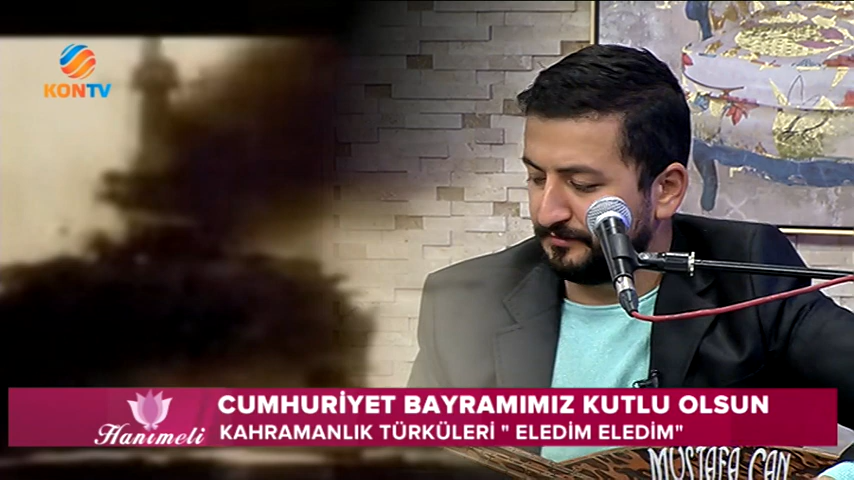 KONTV
CUMHURİYET BAYRAMIMIZ KUTLU OLSUN
Hanımeli
KAHRAMANLIK TÜRKÜLERİ " ELEDİM ELEDİM"
MUSTAFA CAN